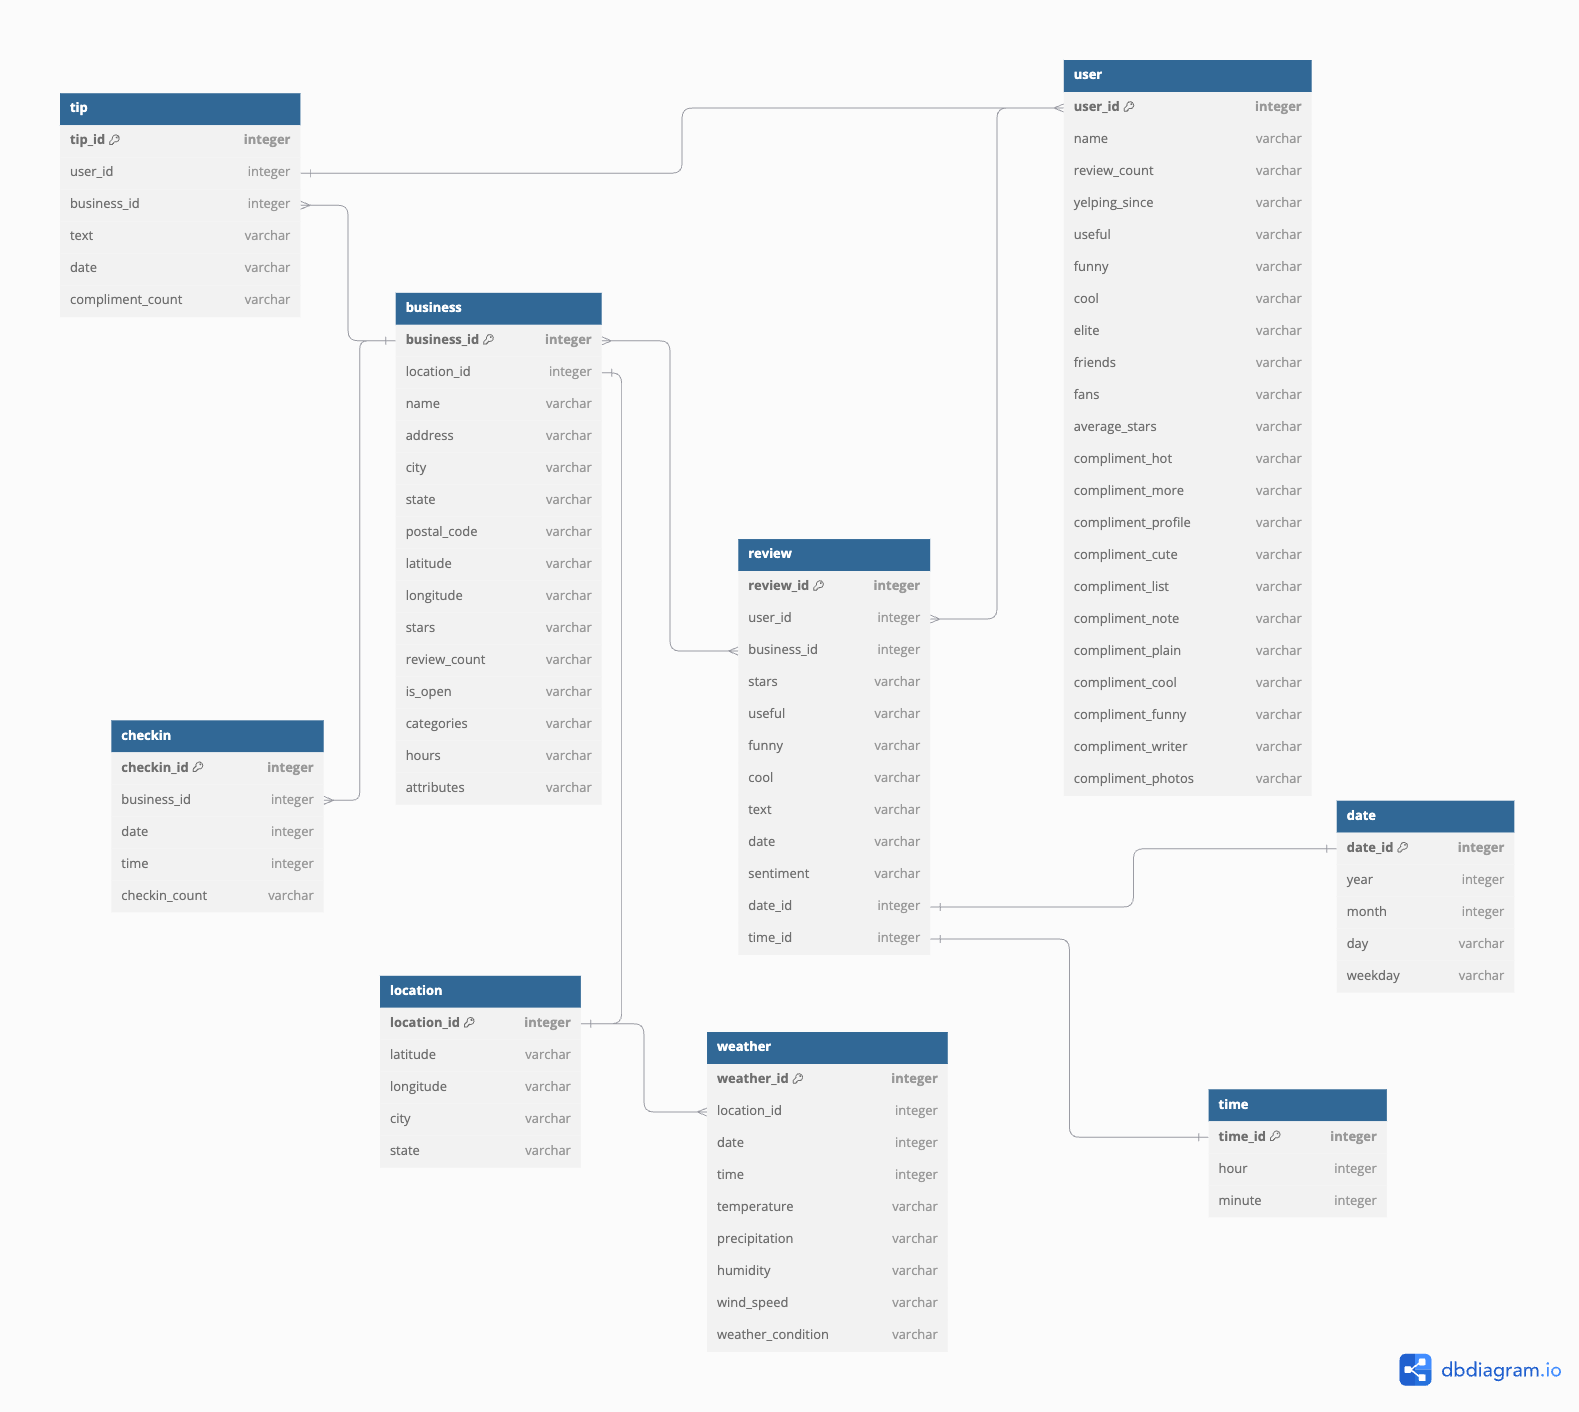 tip
tip_id integer
user_id integer
business_id integer
text varchar
date varchar
compliment_count varchar
user
user_id integer
name varchar
review_count varchar
yelping_since varchar
useful varchar
funny varchar
cool varchar
elite varchar
friends varchar
fans varchar
average_stars varchar
compliment_hot varchar
compliment_more varchar
compliment_profile varchar
compliment_cute varchar
compliment_list varchar
compliment_note varchar
compliment_plain varchar
compliment_cool varchar
compliment_funny varchar
compliment_writer varchar
compliment_photos varchar
business
business_id integer
location_id integer
name varchar
address varchar
city varchar
state varchar
postal_code varchar
latitude varchar
longitude varchar
stars varchar
review_count varchar
is_open varchar
categories varchar
hours varchar
attributes varchar
review
review_id integer
user_id integer
business_id integer
stars varchar
useful varchar
funny varchar
cool varchar
text varchar
date varchar
sentiment varchar
date_id integer
time_id integer
checkin
checkin_id integer
business_id integer
date integer
time integer
checkin_count varchar
date
date_id integer
year integer
month integer
day varchar
weekday varchar
location
location_id integer
latitude varchar
longitude varchar
city varchar
state varchar
weather
weather_id integer
location_id integer
date integer
time integer
temperature varchar
precipitation varchar
humidity varchar
wind_speed varchar
weather_condition varchar
time
time_id integer
hour integer
minute integer
dbdiagram.io